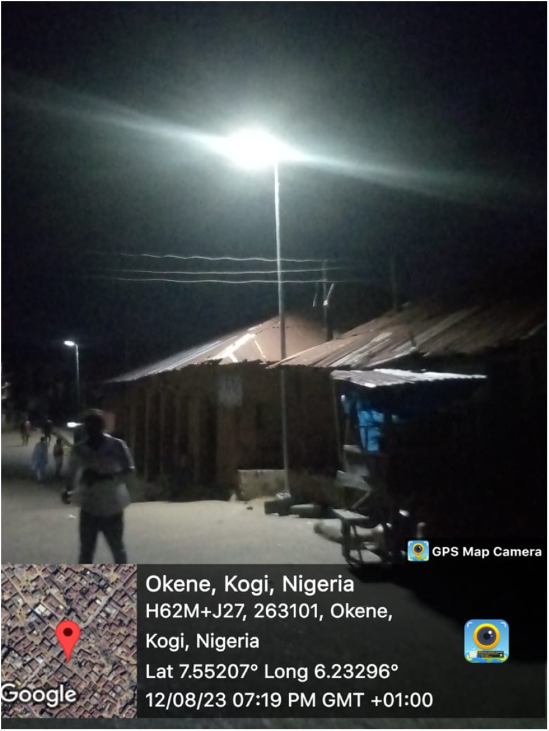 GPS Map Camera
Okene, Kogi, Nigeria
H62M+J27, 263101, Okene,
Kogi, Nigeria
Lat 7.55207° Long 6.23296°
12/08/23 07:19 PM GMT +01:00
Google